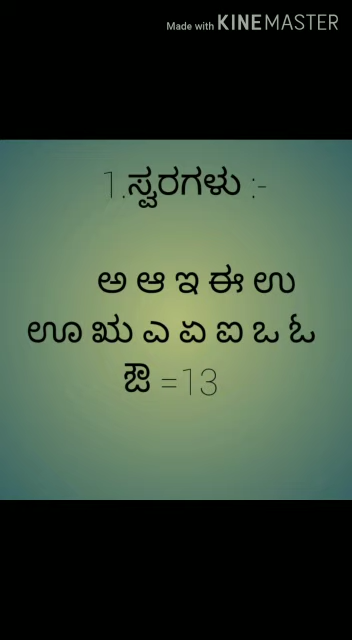 Made with KINEMASTER
1.ಸ್ವರಗಳು :-
ಅ ಆ ಇ ಈ ಉ
ಊ ಋ ಎ ಏ ಐ ಒ ಓ
ಔ =13